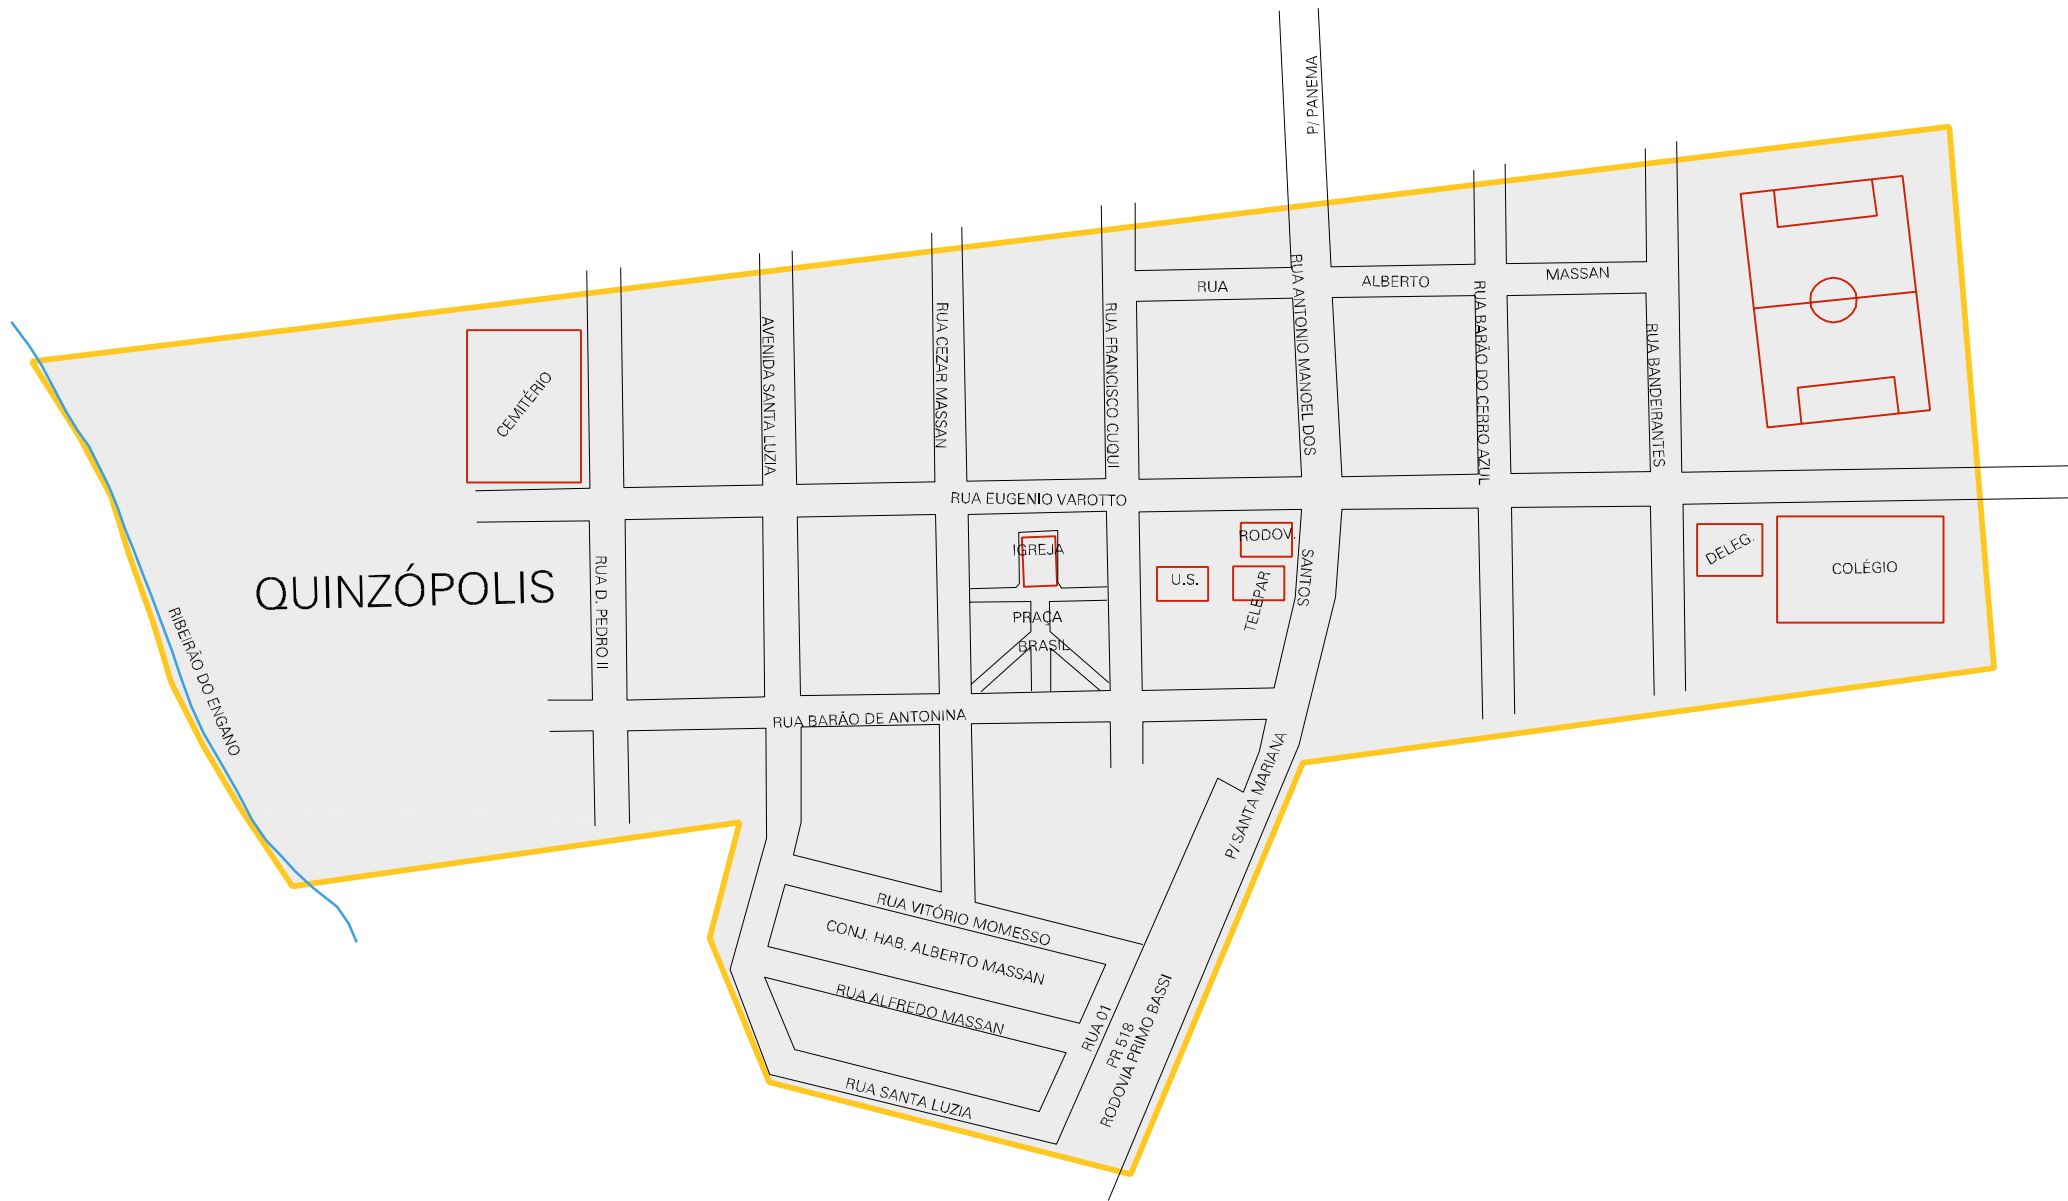 P/ PANEMA
RUA ALBERTO MASSAN
RUA ANTONIO MANOEL DOS SANTOS
RUA BARÃO DO CERRO AZUL
RUA BANDEIRANTES
AVENIDA SANTA LUZIA
RUA CEZAR MASSAN
RUA FRANCISCO CUQUI
CEMITÉRIO
RUA EUGENIO VAROTTO
IGREJA
RODOV.
U.S.
TELEPAR
DELEG.
COLÉGIO
QUINZÓPOLIS
RUA D. PEDRO II
PRAÇA
BRASIL
RIBEIRÃO DO ENGANO
RUA BARÃO DE ANTONINA
P/ SANTA MARIANA
RUA VITÓRIO MOMESSO
CONJ. HAB. ALBERTO MASSAN
RUA ALFREDO MASSAN
RUA 01
PR 518
RODOVIA PRIMO BASSI
RUA SANTA LUZIA